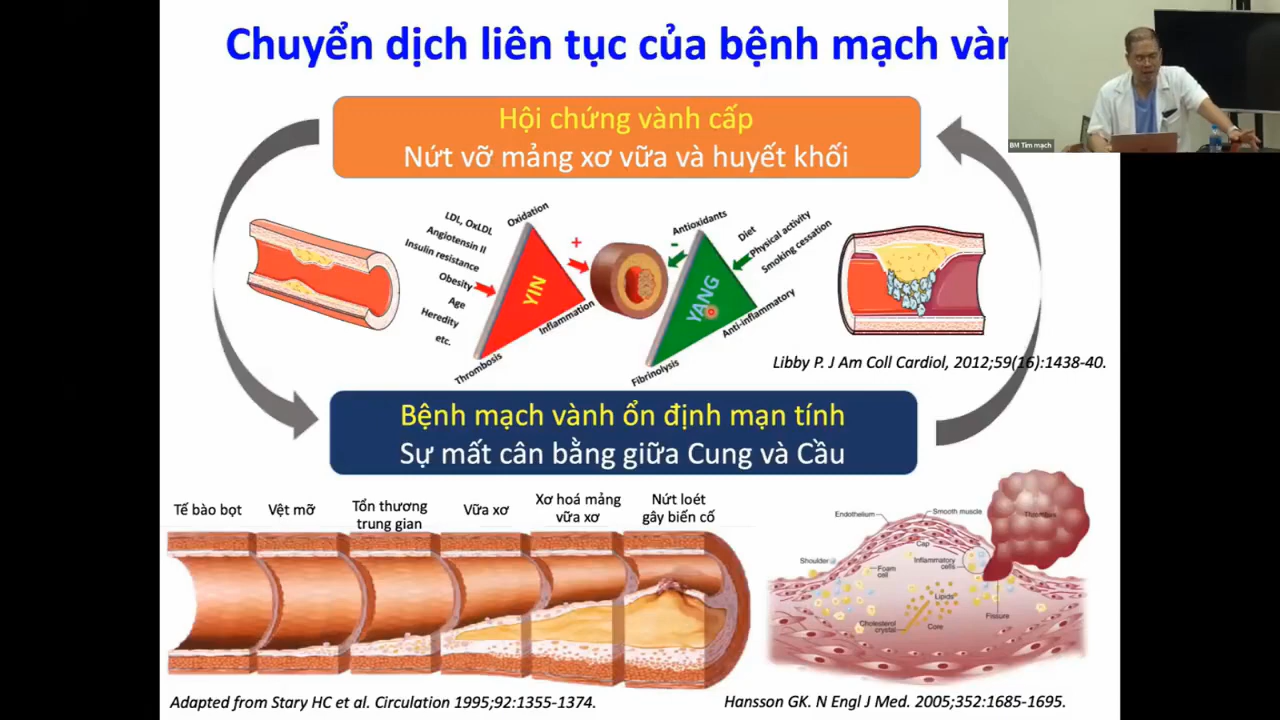 Chuyển dịch liên tục của bệnh mạch
BM Tim mạch
Hội chứng vành cấp
Nứt vỡ mảng xơ vữa và huyết khối
LDL, OxLDL
Angiotensin II
Insulin resistance
Obesity
Age
Heredity
etc.
Oxidation
YIN
Inflammation
Thrombosis
+
-
Antioxidants
YANG
Anti-inflammatory
Fibrinolysis
Diet
Physical activity
Smoking cessation
Libby P. J Am Coll Cardiol, 2012;59(16):1438-40.
Bệnh mạch vành ổn định mạn tính
Sự mất cân bằng giữa Cung và Cầu
Tế bào bọt
Vệt mỡ
Tổn thương
trung gian
Vữa xơ
Xơ hoá mảng
vữa xơ
Nứt loét
gây biến cố
Endothelium
Smooth muscle
Cap
Shoulder
Foam
cell
Inflammatory
cells
Lipids
Cholesterol
crystal
Core
Fissure
Adapted from Stary HC et al. Circulation 1995;92:1355-1374.
Hansson GK. N Engl J Med. 2005;352:1685-1695.